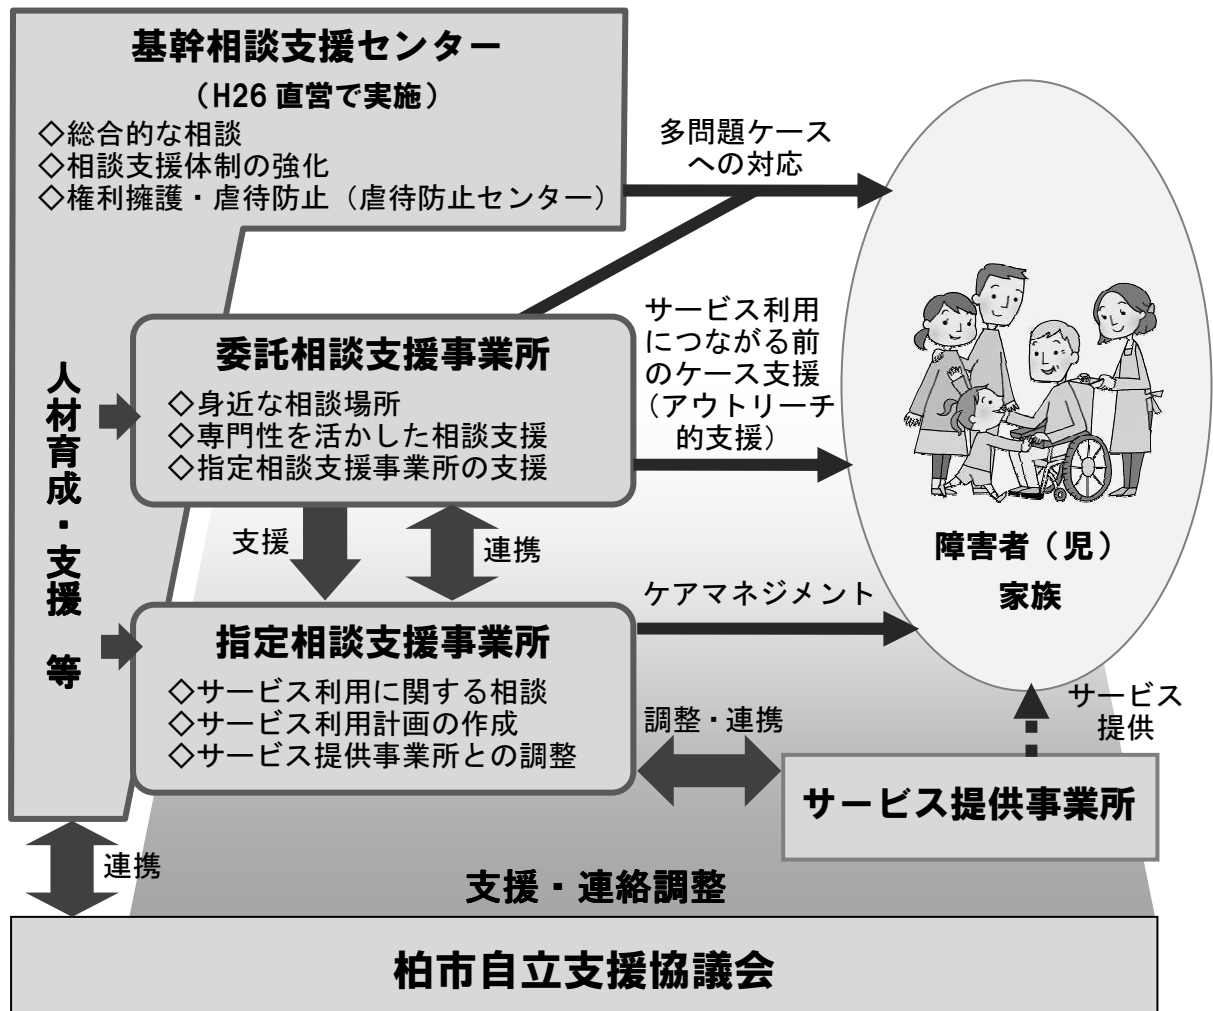 基幹相談支援センター
（H26 直営で実施）
◇総合的な相談
◇相談支援体制の強化
◇権利擁護・虐待防止（虐待防止センター）
多問題ケース
への対応
人材育成・支援　等
委託相談支援事業所
◇身近な相談場所
◇専門性を活かした相談支援
◇指定相談支援事業所の支援
サービス利用
につながる前
のケース支援
（アウトリーチ
的支援）
支援
連携
障害者（児）
家族
指定相談支援事業所
◇サービス利用に関する相談
◇サービス利用計画の作成
◇サービス提供事業所との調整
ケアマネジメント
調整・連携
サービス
提供
サービス提供事業所
連携
支援・連絡調整
柏市自立支援協議会